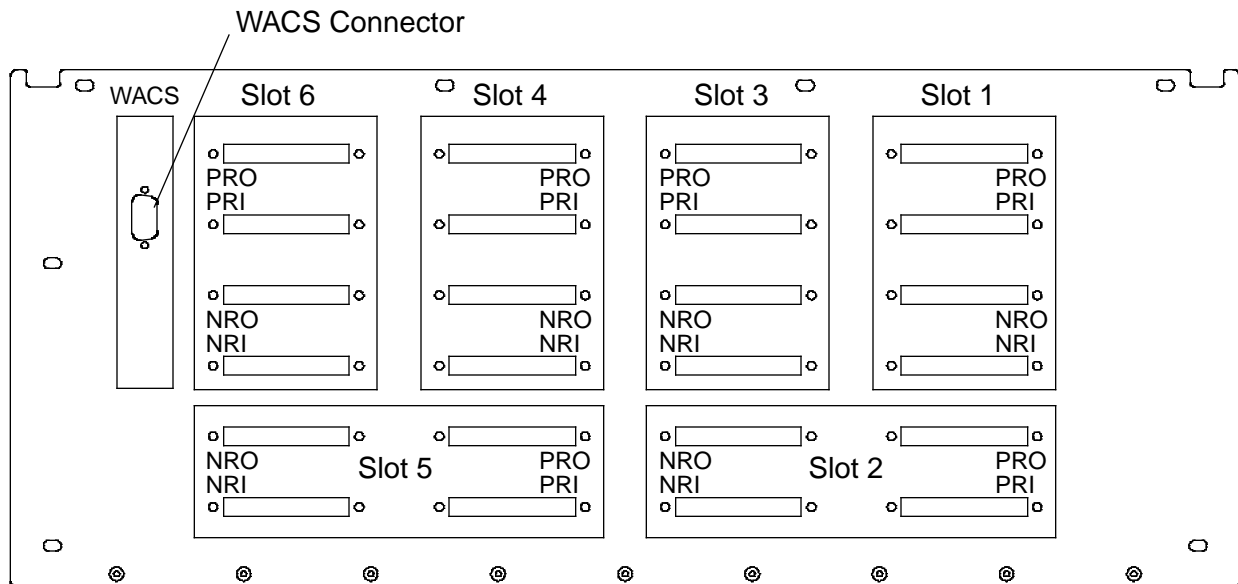 WACS Connector
WACS
Slot 6
Slot 4
Slot 3
Slot 1
PRO
PRI
PRO
PRI
PRO
PRI
PRO
PRI
NRO
NRI
NRO
NRI
NRO
NRI
NRO
NRI
NRO
NRI
Slot 5
PRO
PRI
NRO
NRI
Slot 2
PRO
PRI